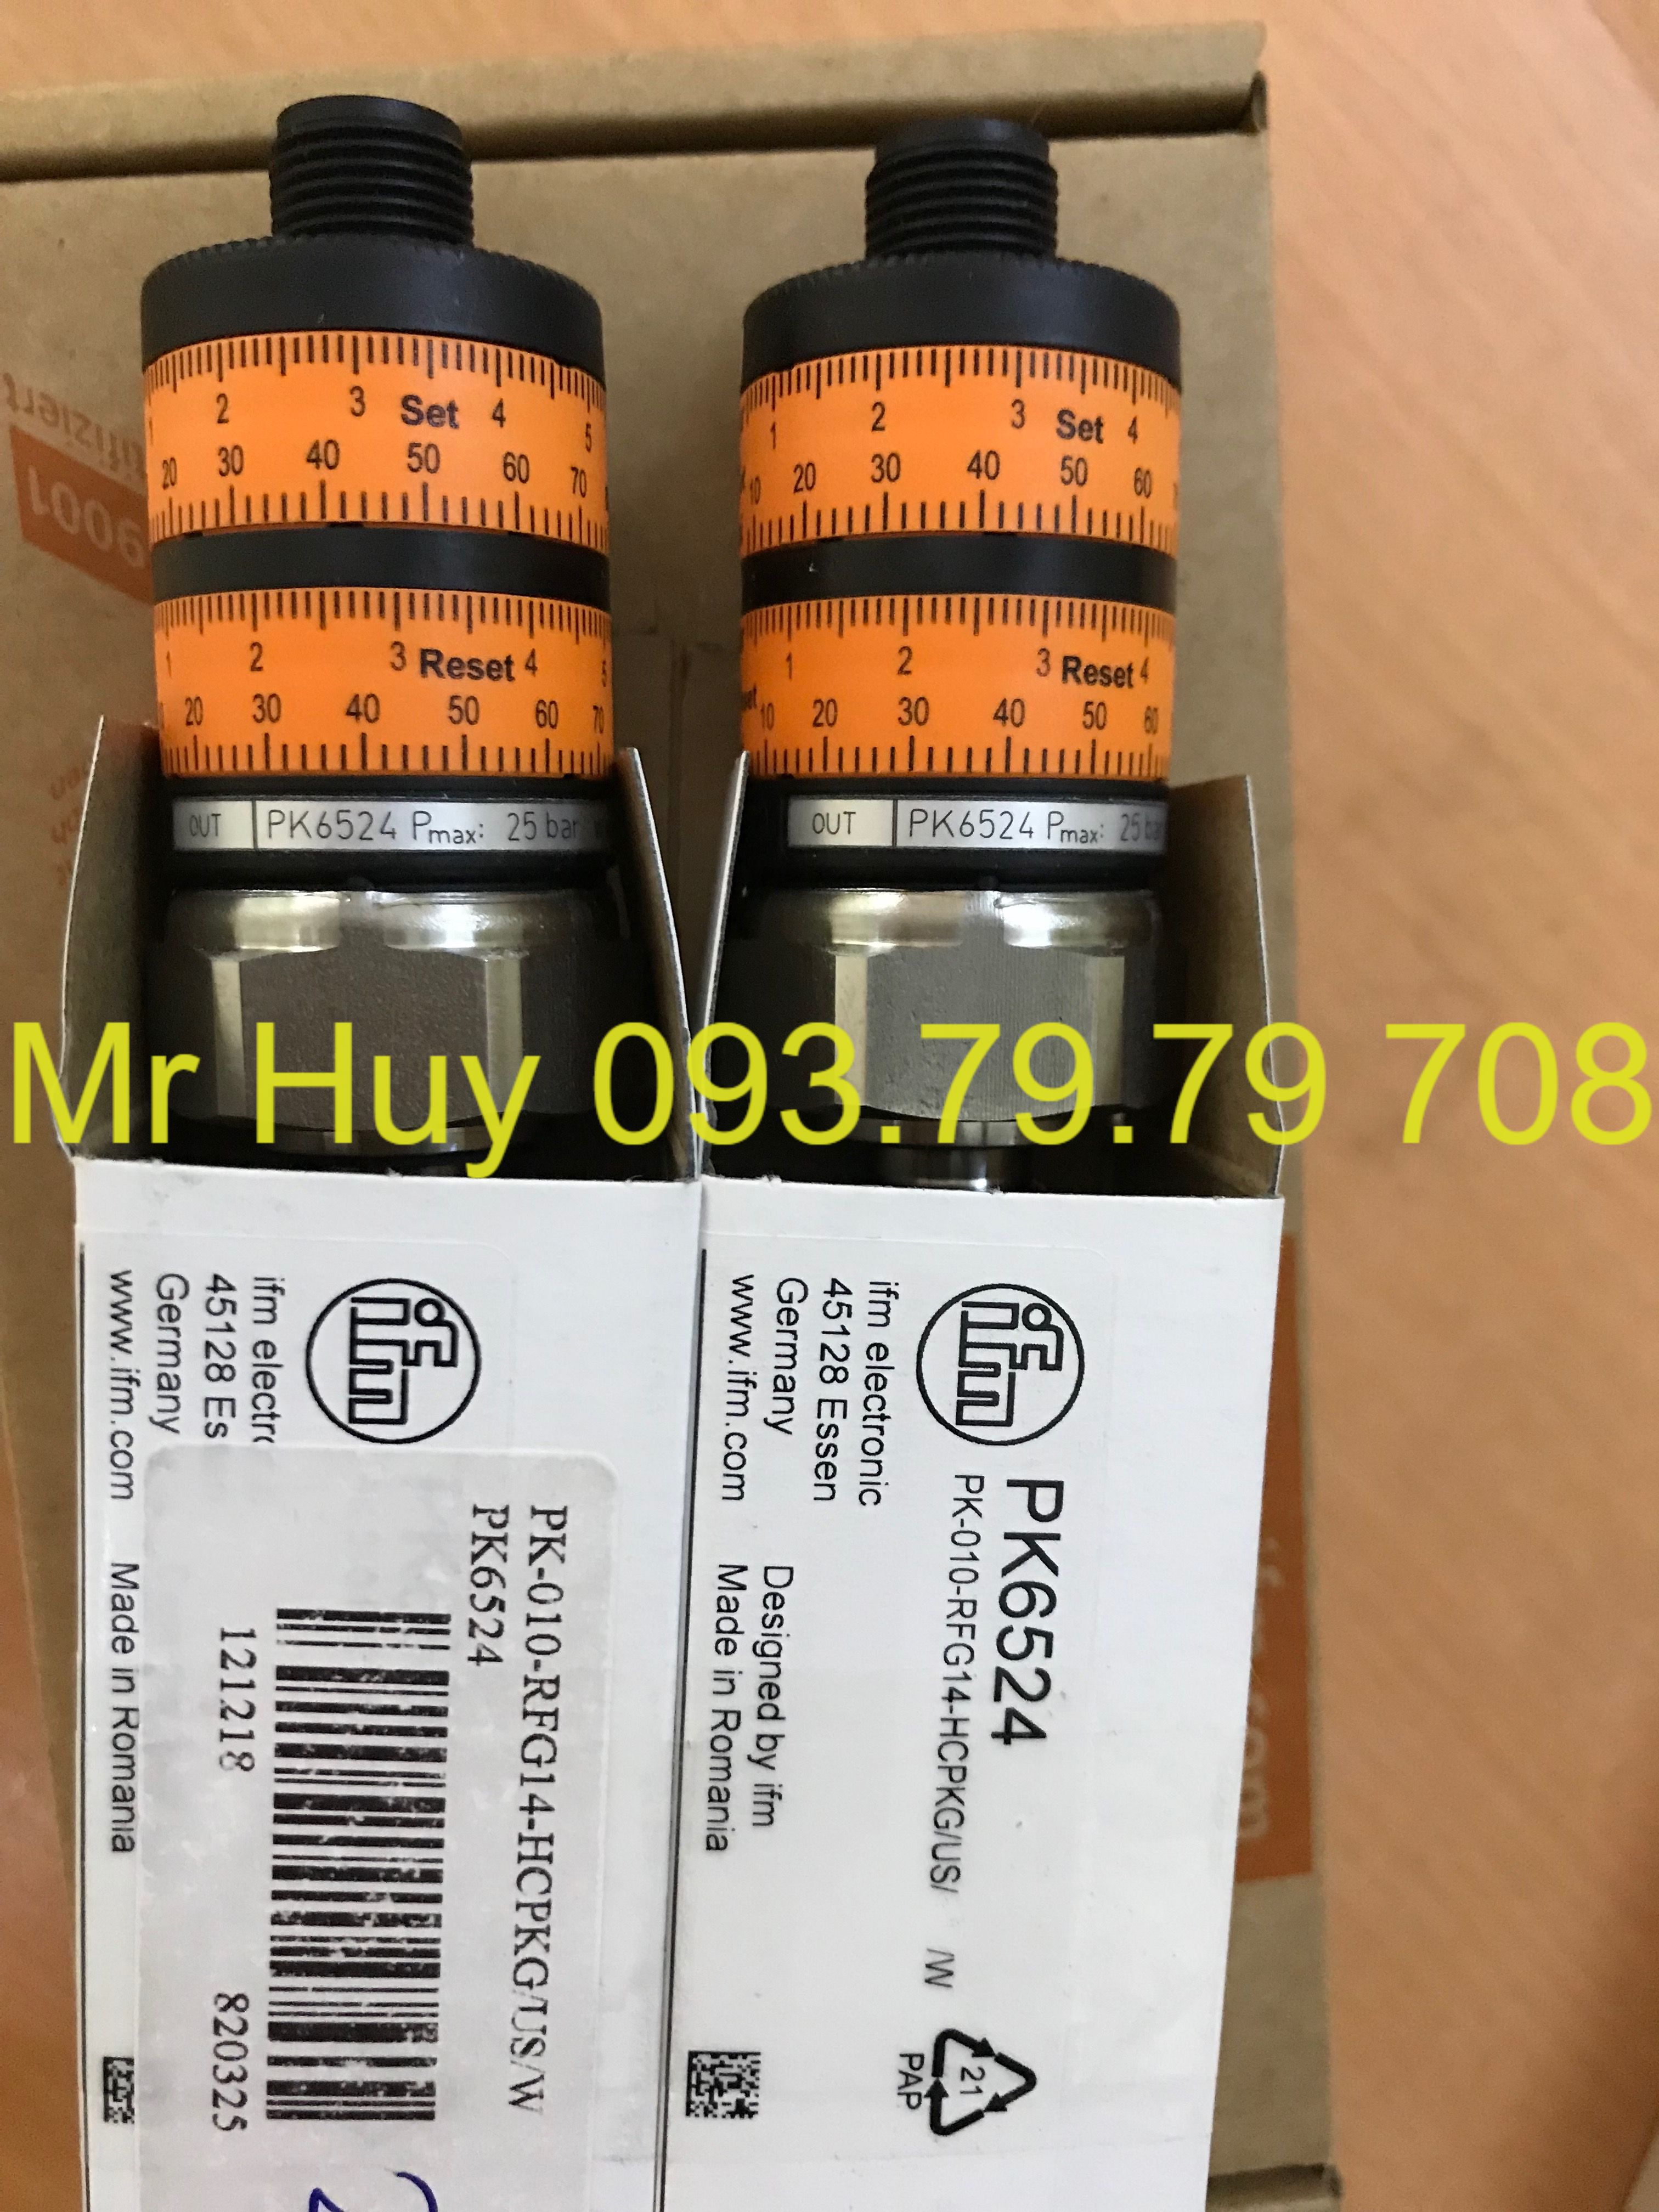 2 3 Set 4 5
20 30 40 50 60 70
1 2 3 Reset 4 5
20 30 40 50 60 70
OUT PK6524 Pmax: 25 bar
1 2 3 Set 4
10 20 30 40 50 60
1 2 3 Reset 4
10 20 30 40 50 60
OUT PK6524 Pmax: 25 bar
9001
Mr Huy 093.79.79 708
ifm
ifm electr
45128 Es
Germany
www.ifm.com Made in Romania
PK-010-RFG14-HCPKG/US/W
PK6524
121218 820325
ifm
PK6524
PK-010-RFG14-HCPKG/US/ /W
ifm electronic
45128 Essen
Germany Designed by ifm
www.ifm.com Made in Romania
21
PAP